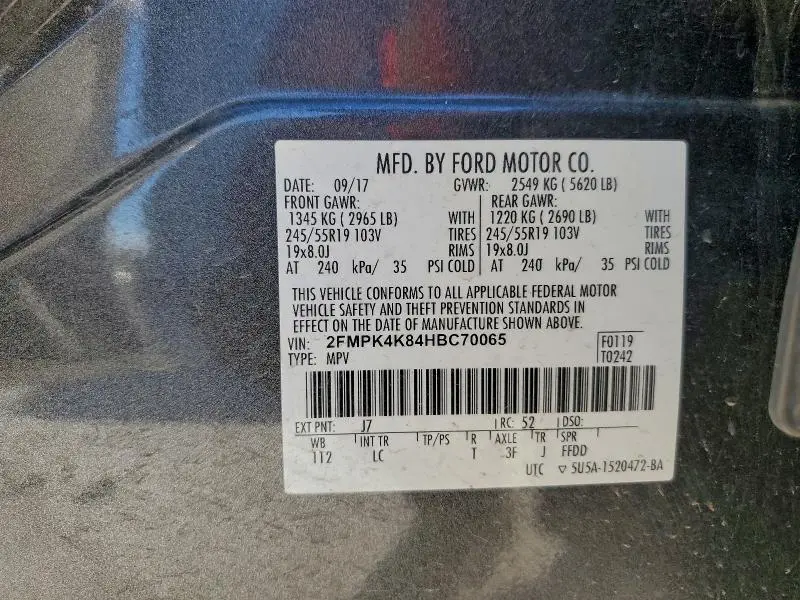 MFD. BY FORD MOTOR CO.
DATE: 09/17 GVWR: 2549 KG ( 5620 LB)
FRONT GAWR: REAR GAWR:
1345 KG ( 2965 LB) WITH 1220 KG ( 2690 LB) WITH
245/55R19 103V TIRES 245/55R19 103V TIRES
19x8.0J RIMS 19x8.0J RIMS
AT 240 kPa/ 35 PSI COLD AT 240 kPa/ 35 PSI COLD
THIS VEHICLE CONFORMS TO ALL APPLICABLE FEDERAL MOTOR
VEHICLE SAFETY AND THEFT PREVENTION STANDARDS IN
EFFECT ON THE DATE OF MANUFACTURE SHOWN ABOVE.
VIN: 2FMPK4K84HBC70065 F0119
TYPE: MPV T0242
EXT PNT: J7 RC: 52 DSO:
WB INT TR TP/PS R AXLE TR SPR
112 LC T 3F J FFDD
UTC ▽ 5U5A-1520472-BA